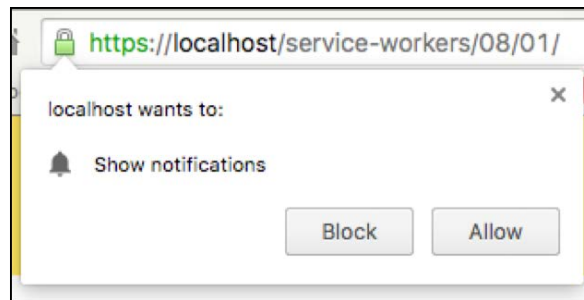 https://localhost/service-workers/08/01/
localhost wants to:
Show notifications
Block Allow